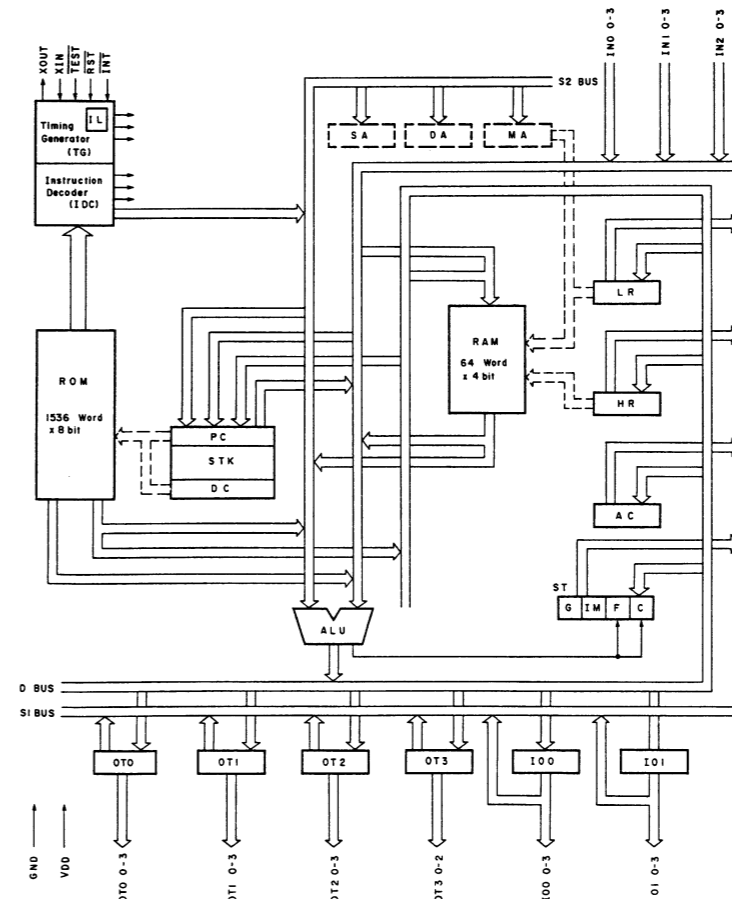 XOUT
XIN
TEST
RST
INT
IN0 0-3
IN1 0-3
IN2 0-3
S2 BUS
IL
Timing
Generator
(TG)
SA
DA
MA
Instruction
Decoder
(IDC)
LR
RAM
64 Word
x 4 bit
ROM
1536 Word
x 8 bit
HR
PC
STK
DC
AC
ST
G
IM
F
C
ALU
D BUS
S1 BUS
OT0
OT1
OT2
OT3
IO0
IO1
GND
VDD
OT0 0-3
OT1 0-3
OT2 0-3
OT3 0-2
IO0 0-3
IO1 0-3